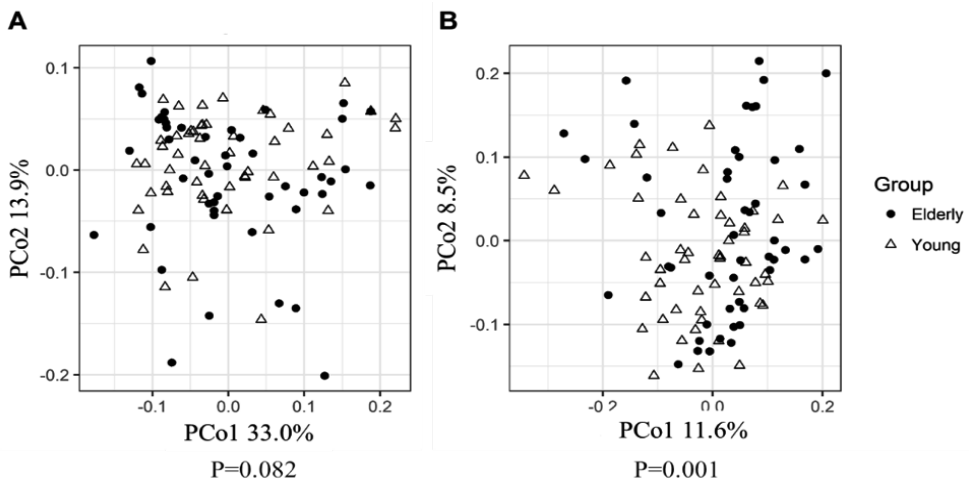 A
B
0.1
0.0
-0.1
-0.2
PCo2 13.9%
-0.1
0.0
0.1
0.2
PCo1 33.0%
P=0.082
0.2
0.1
0.0
-0.1
PCo2 8.5%
-0.2
0.0
0.2
PCo1 11.6%
P=0.001
Group
Elderly
Young